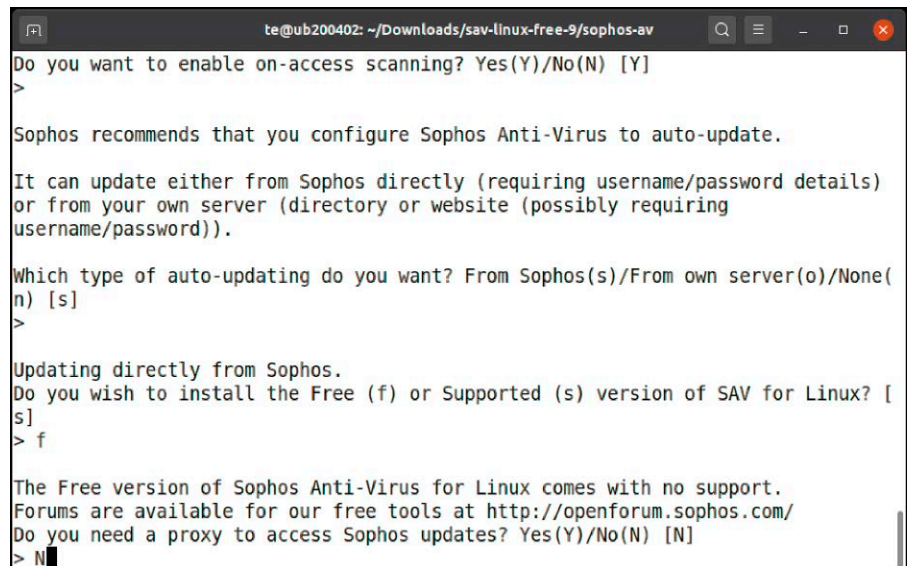 te@ub200402: ~/Downloads/sav-linux-free-9/sophos-av
Do you want to enable on-access scanning? Yes(Y)/No(N) [Y]
>
Sophos recommends that you configure Sophos Anti-Virus to auto-update.
It can update either from Sophos directly (requiring username/password details)
or from your own server (directory or website (possibly requiring
username/password)).
Which type of auto-updating do you want? From Sophos(s)/From own server(o)/None(
n) [s]
>
Updating directly from Sophos.
Do you wish to install the Free (f) or Supported (s) version of SAV for Linux? [
s]
> f
The Free version of Sophos Anti-Virus for Linux comes with no support.
Forums are available for our free tools at http://openforum.sophos.com/
Do you need a proxy to access Sophos updates? Yes(Y)/No(N) [N]
> N